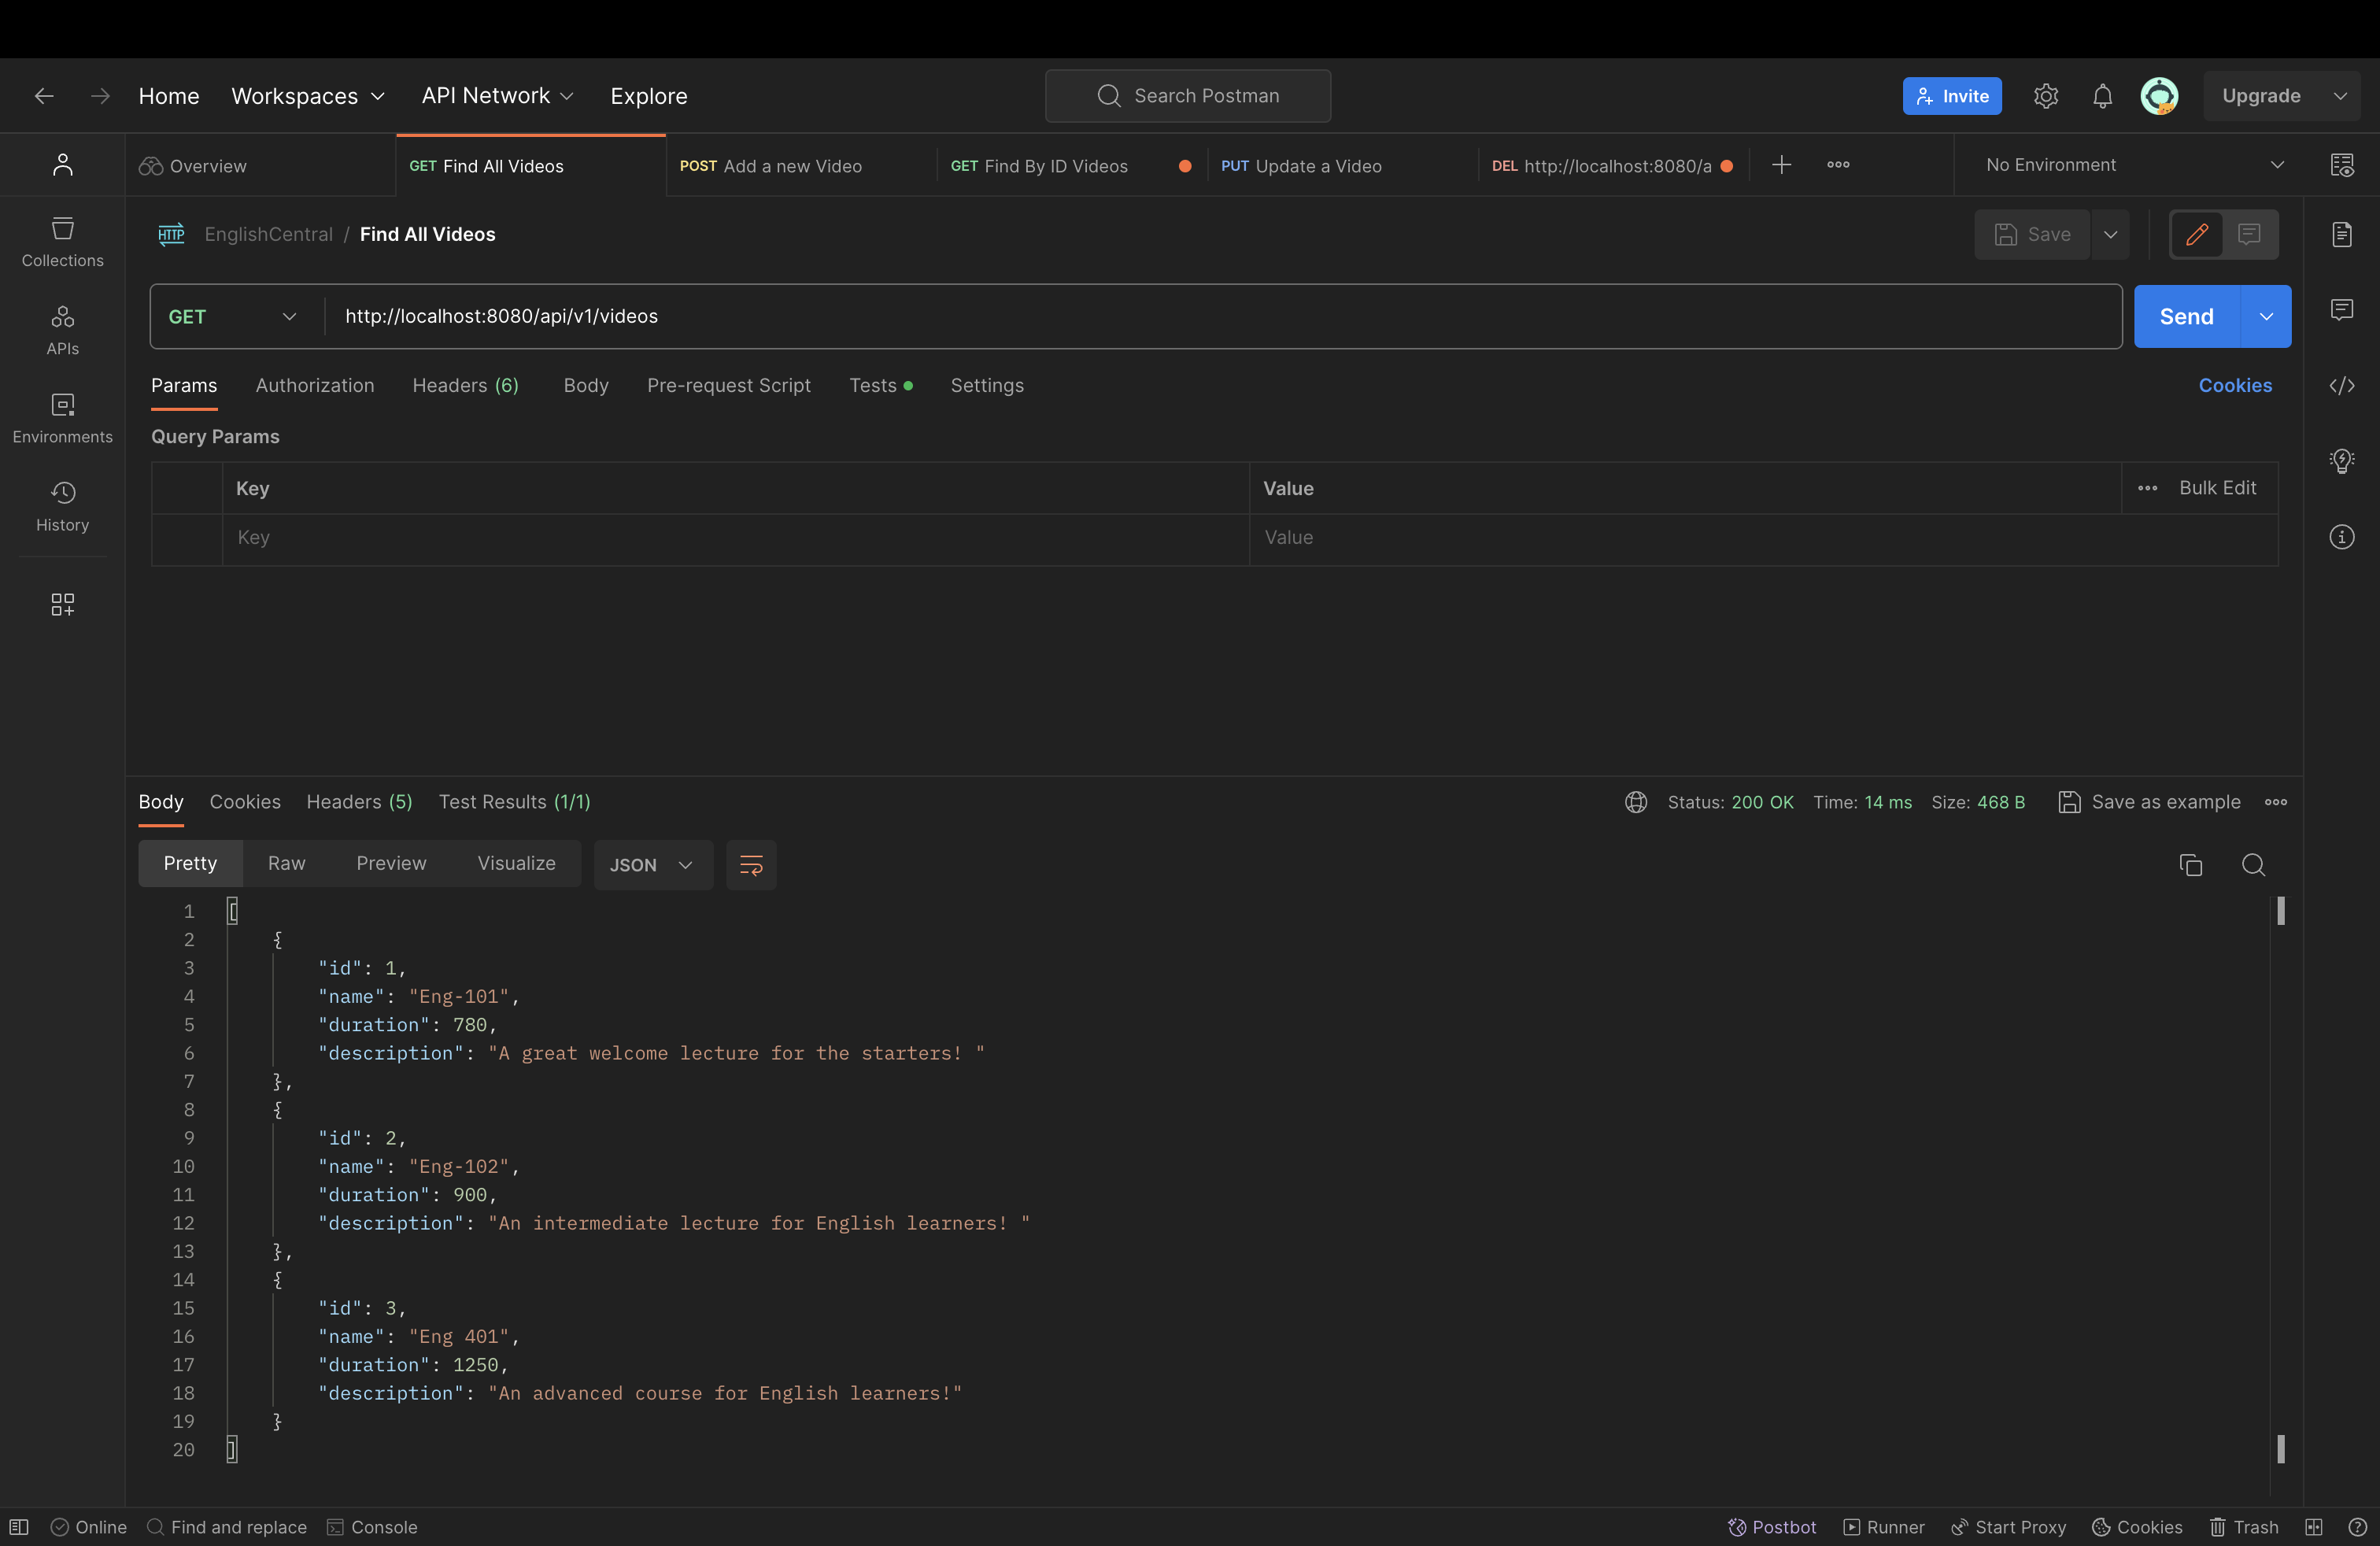 Home Workspaces API Network Explore Search Postman Invite Upgrade
Overview GET Find All Videos POST Add a new Video GET Find By ID Videos PUT Update a Video DEL http://localhost:8080/a No Environment
HTTP EnglishCentral / Find All Videos Save
Collections
APIs
Environments
History
GET http://localhost:8080/api/v1/videos Send
Params Authorization Headers (6) Body Pre-request Script Tests Settings Cookies
Query Params
Key Value Bulk Edit
Key Value
Body Cookies Headers (5) Test Results (1/1) Status: 200 OK Time: 14 ms Size: 468 B Save as example
Pretty Raw Preview Visualize JSON
1 [
2 {
3 "id": 1,
4 "name": "Eng-101",
5 "duration": 780,
6 "description": "A great welcome lecture for the starters! "
7 },
8 {
9 "id": 2,
10 "name": "Eng-102",
11 "duration": 900,
12 "description": "An intermediate lecture for English learners! "
13 },
14 {
15 "id": 3,
16 "name": "Eng 401",
17 "duration": 1250,
18 "description": "An advanced course for English learners!"
19 }
20 ]
Online Find and replace Console Postbot Runner Start Proxy Cookies Trash